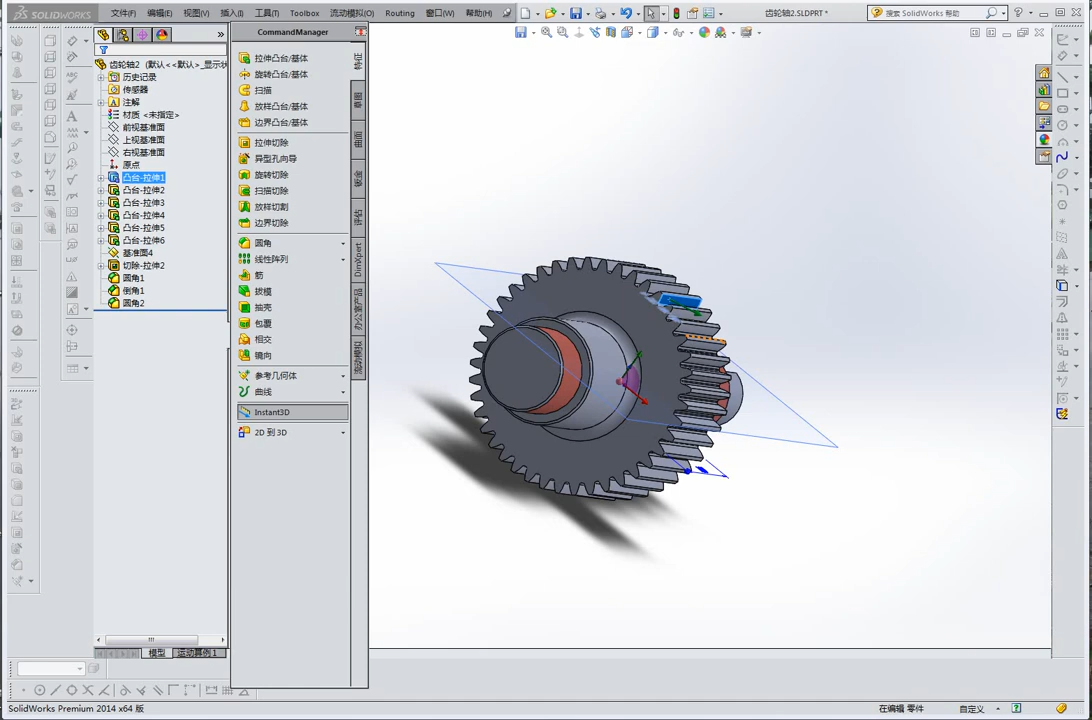 SOLIDWORKS 文件(F) 编辑(E) 视图(V) 插入(I) 工具(T) Toolbox 流动模拟(O) Routing 窗口(W) 帮助(H) 齿轮轴2.SLDPRT * 搜索 SolidWorks 帮助
CommandManager
齿轮轴2 (默认<<默认>_显示状
历史记录
传感器
注解
材质 <未指定>
前视基准面
上视基准面
右视基准面
原点
凸台-拉伸1
凸台-拉伸2
凸台-拉伸3
凸台-拉伸4
凸台-拉伸5
凸台-拉伸6
基准面4
切除-拉伸2
圆角1
倒角1
圆角2
拉伸凸台/基体
旋转凸台/基体
扫描
放样凸台/基体
边界凸台/基体
拉伸切除
异型孔向导
旋转切除
扫描切除
放样切割
边界切除
圆角
线性阵列
筋
拔模
抽壳
包覆
相交
镜向
参考几何体
曲线
Instant3D
2D 到 3D
特征
草图
曲面
钣金
评估
DimXpert
办公室产品
流动模拟
模型 运动算例1
SolidWorks Premium 2014 x64 版 在编辑 零件 自定义